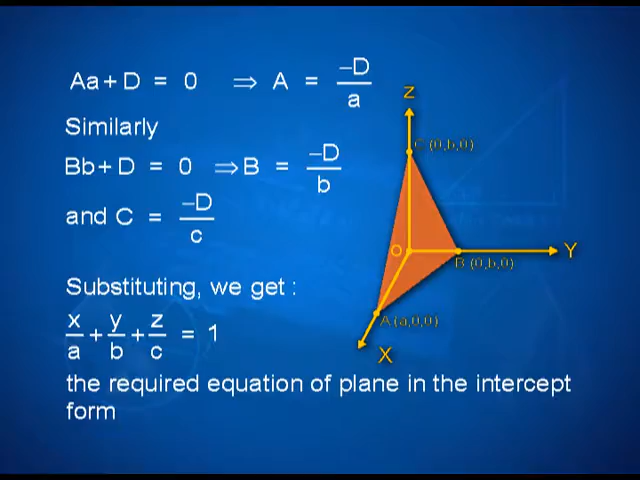 Aa + D = 0 ⇒ A = –D/a
Similarly
Bb + D = 0 ⇒ B = –D/b
and C = –D/c
Substituting, we get :
x/a + y/b + z/c = 1
the required equation of plane in the intercept
form
Z
C (0,b,0)
O
Y
B (0,b,0)
A (a,0,0)
X